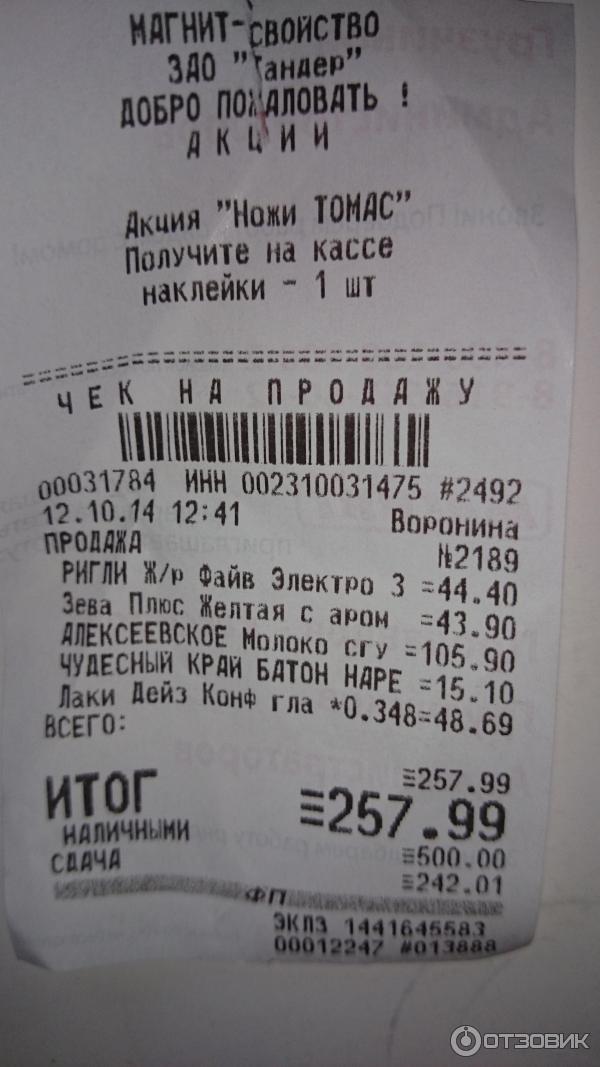 МАГНИТ-СВОЙСТВО
ЗАО "Тандер"
ДОБРО ПОЖАЛОВАТЬ !
А К Ц И И
Акция "Ножи ТОМАС"
Получите на кассе
наклейки - 1 шт
Ч Е К Н А П Р О Д А Ж У
00031784 ИНН 002310031475 #2492
12.10.14 12:41 Воронина
ПРОДАЖА №2189
РИГЛИ Ж/р Файв Электро 3 =44.40
Зева Плюс Желтая с аром =43.90
АЛЕКСЕЕВСКОЕ Молоко сгу =105.90
ЧУДЕСНЫЙ КРАЙ БАТОН НАРЕ =15.10
Лаки Дейз Конф гла *0.348=48.69
ВСЕГО:
≡257.99
ИТОГ ≡257.99
НАЛИЧНЫМИ ≡500.00
СДАЧА ≡242.01
ФП
ЭКЛЗ 1441645583
00012247 #013888
ОТЗОВИК